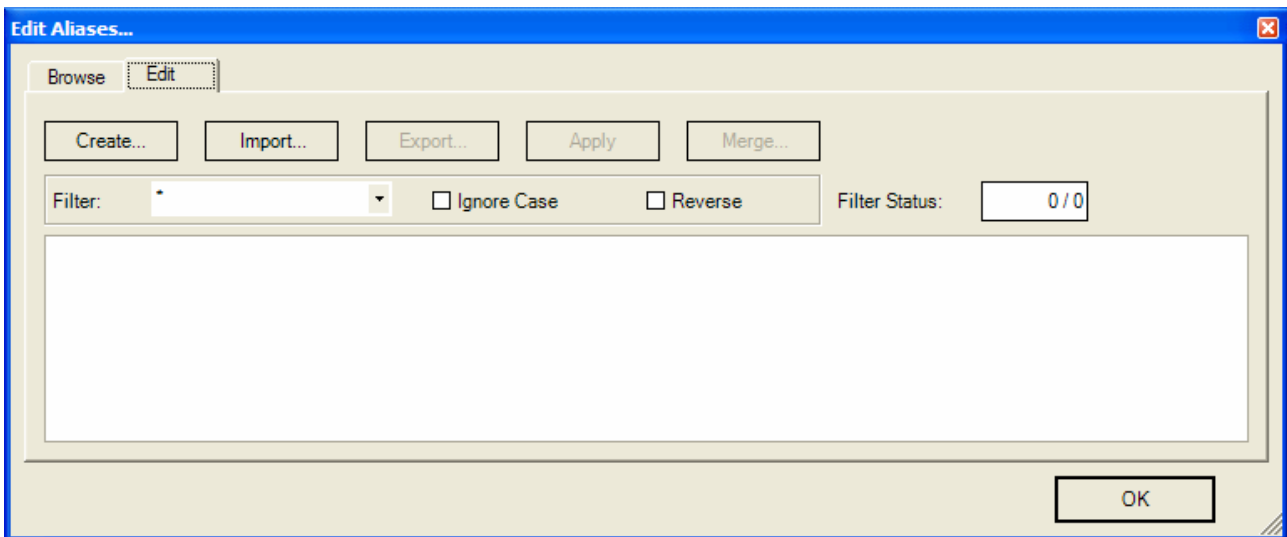 Edit Aliases...
Browse Edit
Create... Import... Export... Apply Merge...
Filter: * Ignore Case Reverse Filter Status: 0 / 0
OK